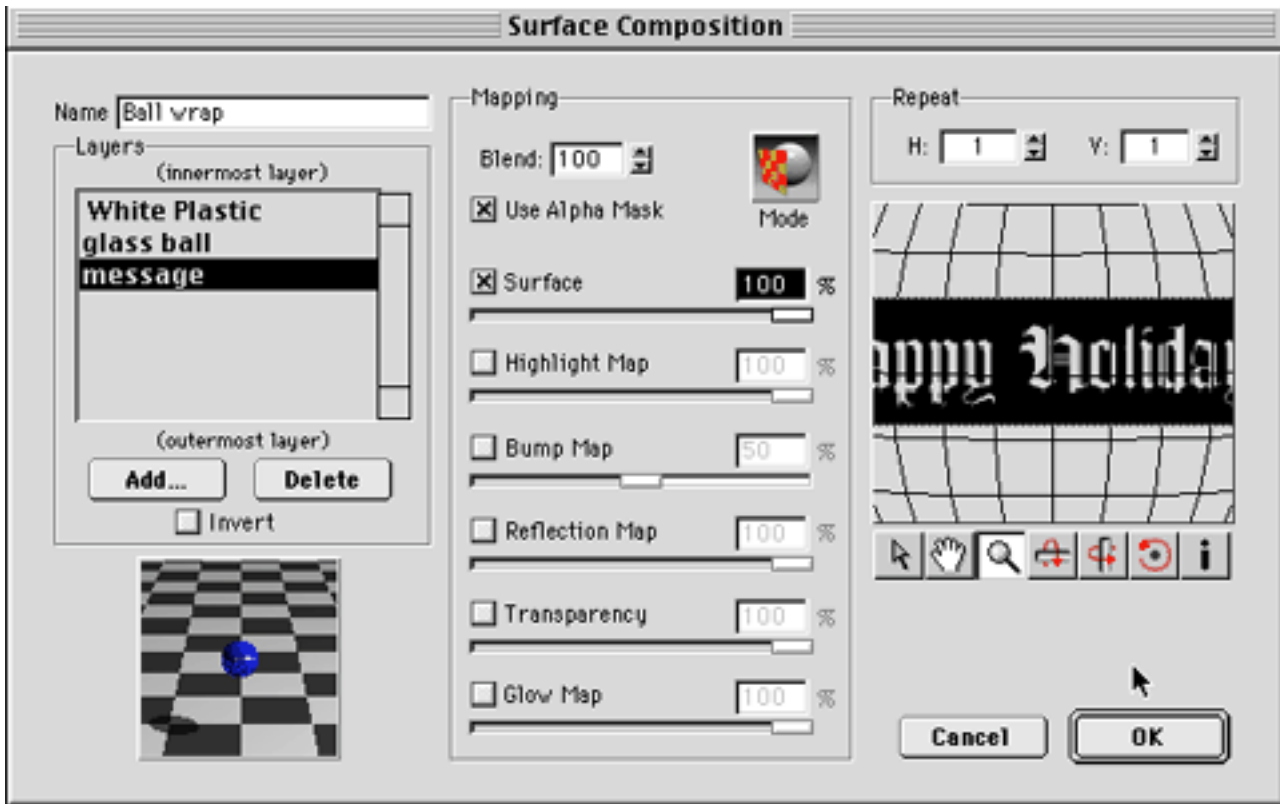 Surface Composition
Name Ball wrap
Layers
(innermost layer)
White Plastic
glass ball
message
(outermost layer)
Add... Delete
Invert
Mapping
Blend: 100
Use Alpha Mask
Mode
Surface 100 %
Highlight Map 100 %
Bump Map 50 %
Reflection Map 100 %
Transparency 100 %
Glow Map 100 %
Repeat
H: 1 V: 1
appy Holiday
i
Cancel OK